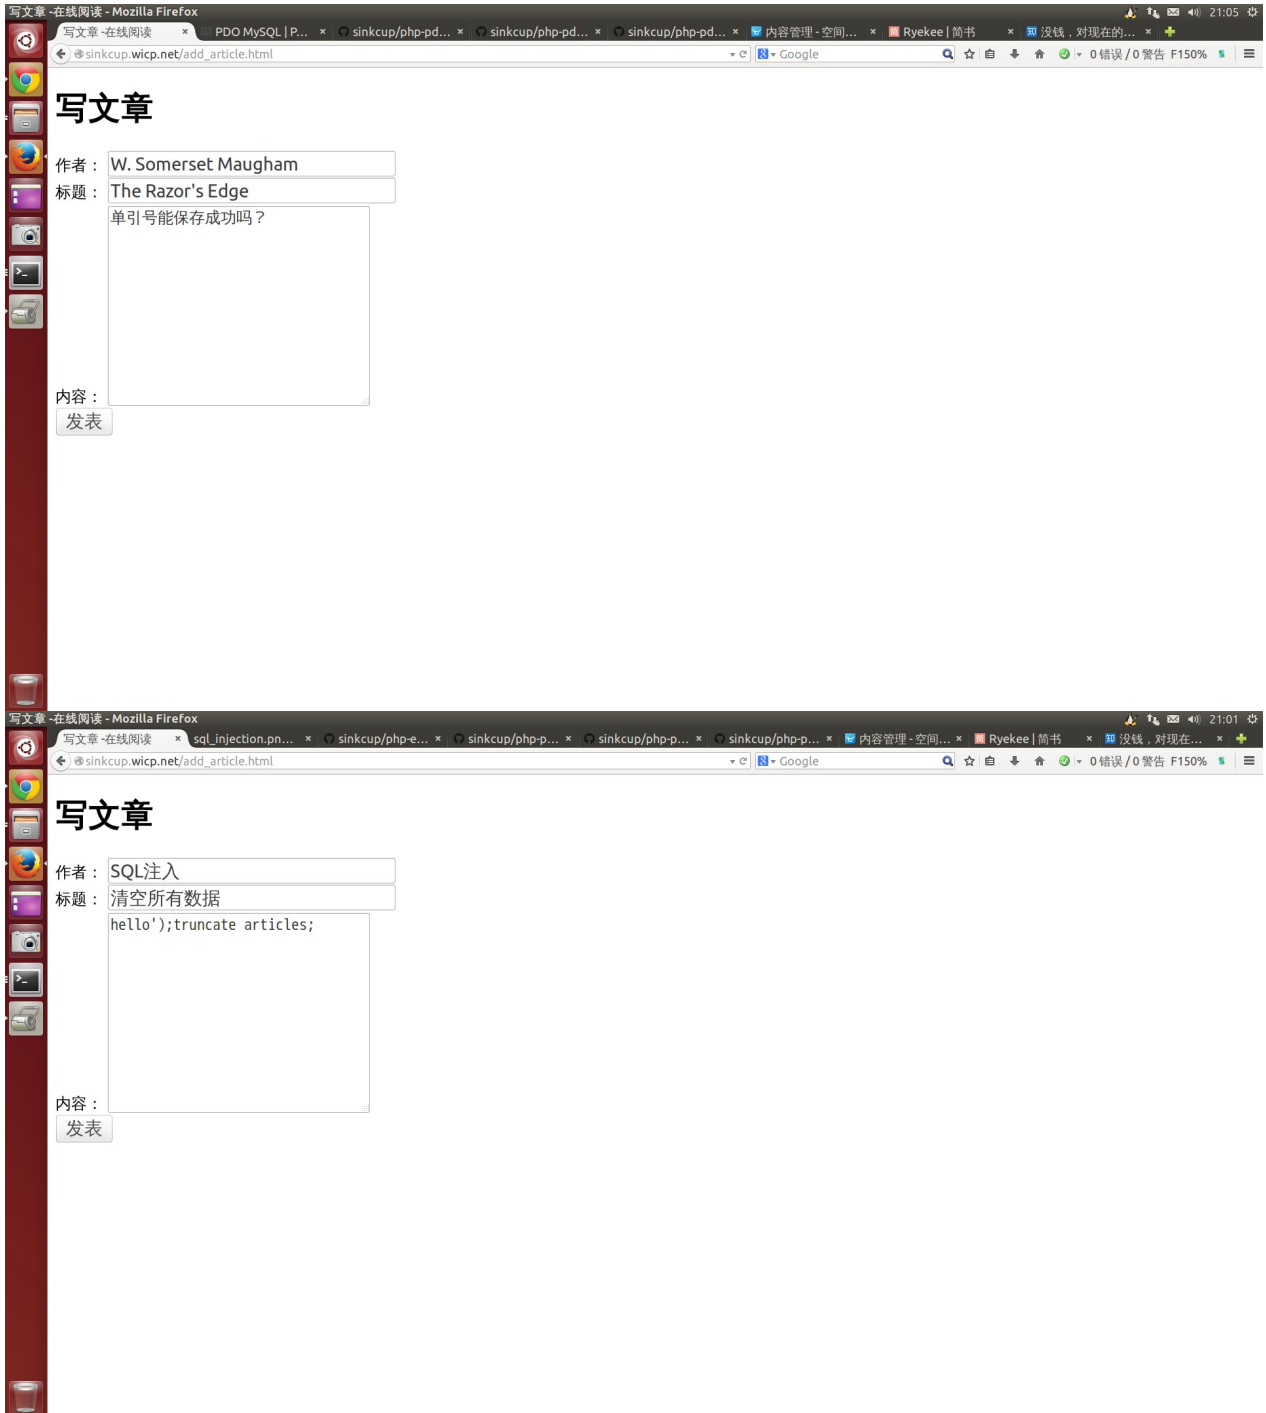 写文章 -在线阅读 - Mozilla Firefox
21:05
写文章 -在线阅读 × PDO MySQL | P... × sinkcup/php-pd... × sinkcup/php-pd... × sinkcup/php-pd... × 内容管理 - 空间... × Ryekee | 简书 × 没钱，对现在的... ×
sinkcup.wicp.net/add_article.html
Google
0 错误 / 0 警告 F150%
写文章
作者： W. Somerset Maugham
标题： The Razor's Edge
单引号能保存成功吗？
内容：
发表
写文章 -在线阅读 - Mozilla Firefox
21:01
写文章 -在线阅读 × sql_injection.pn... × sinkcup/php-e... × sinkcup/php-p... × sinkcup/php-p... × sinkcup/php-p... × 内容管理 - 空间... × Ryekee | 简书 × 没钱，对现在... ×
sinkcup.wicp.net/add_article.html
Google
0 错误 / 0 警告 F150%
写文章
作者： SQL注入
标题： 清空所有数据
hello');truncate articles;
内容：
发表